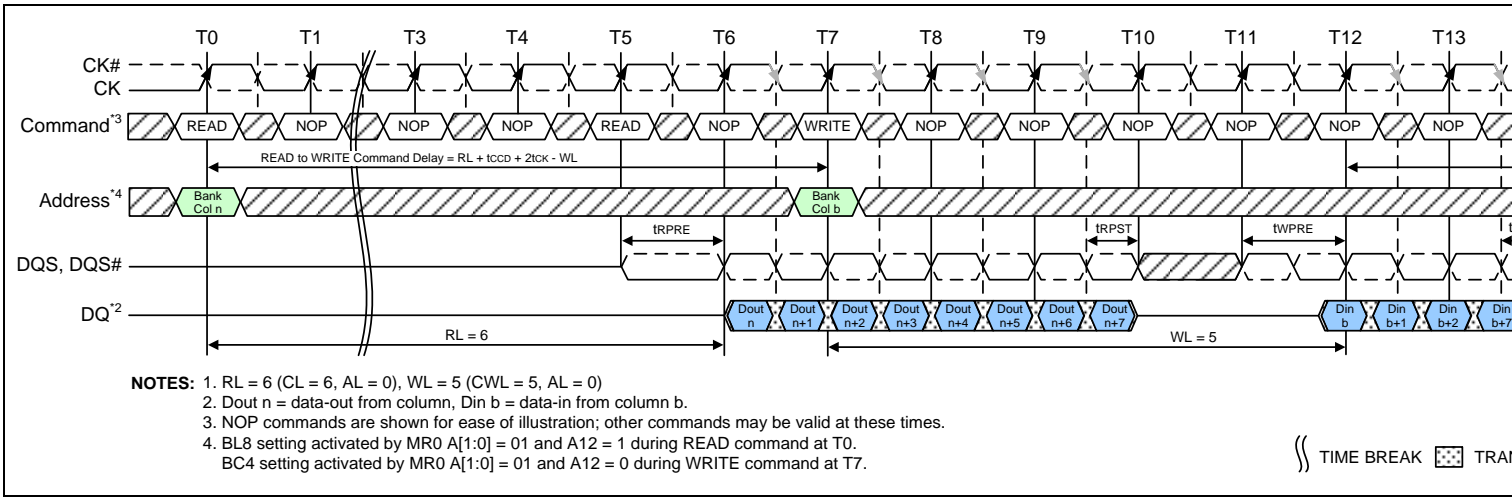 T0 T1 T3 T4 T5 T6 T7 T8 T9 T10 T11 T12 T13
CK#
CK
Command*3 READ NOP NOP NOP READ NOP WRITE NOP NOP NOP NOP NOP NOP
READ to WRITE Command Delay = RL + tCCD + 2tCK - WL
Address*4 Bank Bank
Col n Col b
tRPRE tRPST tWPRE t
DQS, DQS#
DQ*2 Dout Dout Dout Dout Dout Dout Dout Dout Din Din Din Din
n n+1 n+2 n+3 n+4 n+5 n+6 n+7 b b+1 b+2 b+7
RL = 6 WL = 5
NOTES: 1. RL = 6 (CL = 6, AL = 0), WL = 5 (CWL = 5, AL = 0)
2. Dout n = data-out from column, Din b = data-in from column b.
3. NOP commands are shown for ease of illustration; other commands may be valid at these times.
4. BL8 setting activated by MR0 A[1:0] = 01 and A12 = 1 during READ command at T0.
BC4 setting activated by MR0 A[1:0] = 01 and A12 = 0 during WRITE command at T7.
TIME BREAK TRAN